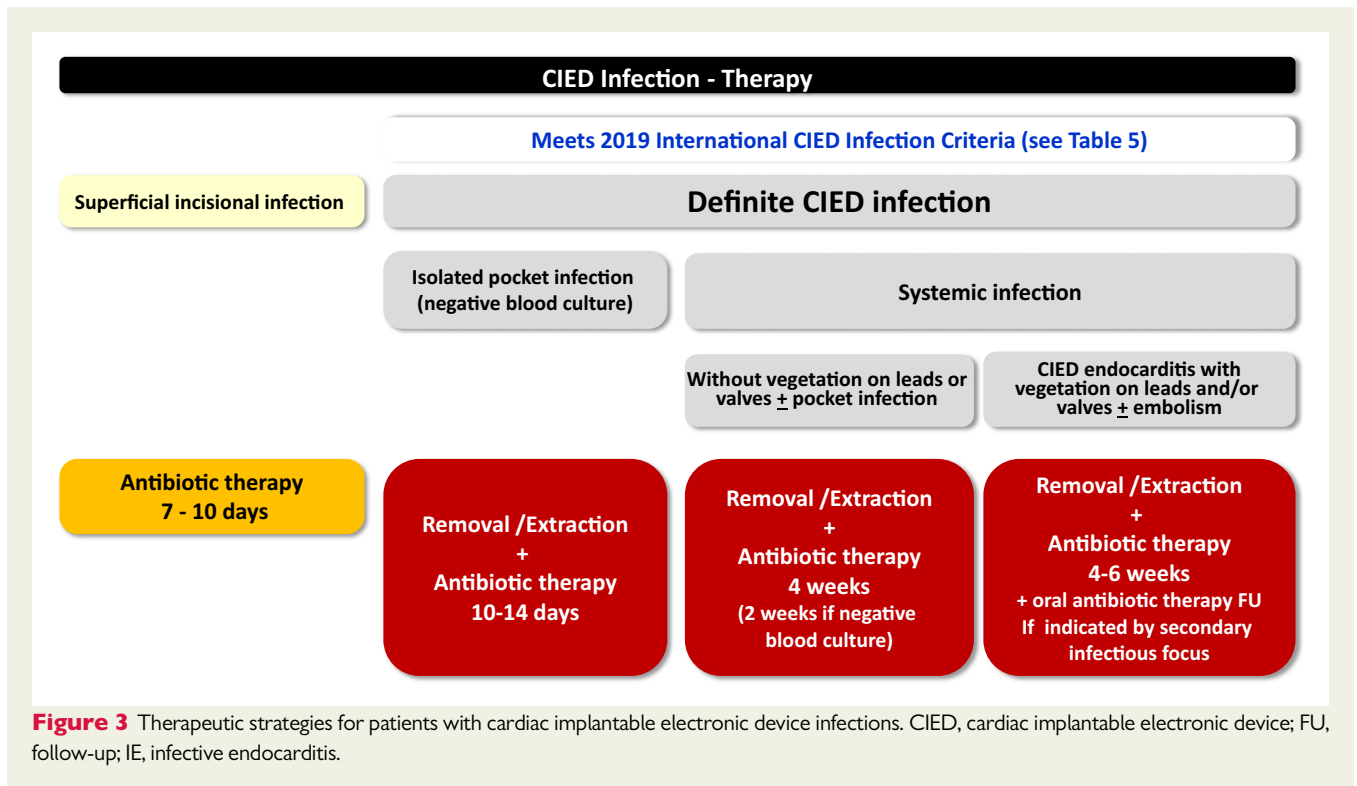 CIED Infection - Therapy
Meets 2019 International CIED Infection Criteria (see Table 5)
Superficial incisional infection
Definite CIED infection
Isolated pocket infection
(negative blood culture)
Systemic infection
Without vegetation on leads or
valves ± pocket infection
CIED endocarditis with
vegetation on leads and/or
valves ± embolism
Antibiotic therapy
7 - 10 days
Removal /Extraction
+
Antibiotic therapy
10-14 days
Removal /Extraction
+
Antibiotic therapy
4 weeks
(2 weeks if negative
blood culture)
Removal /Extraction
+
Antibiotic therapy
4-6 weeks
+ oral antibiotic therapy FU
If indicated by secondary
infectious focus
Figure 3 Therapeutic strategies for patients with cardiac implantable electronic device infections. CIED, cardiac implantable electronic device; FU,
follow-up; IE, infective endocarditis.